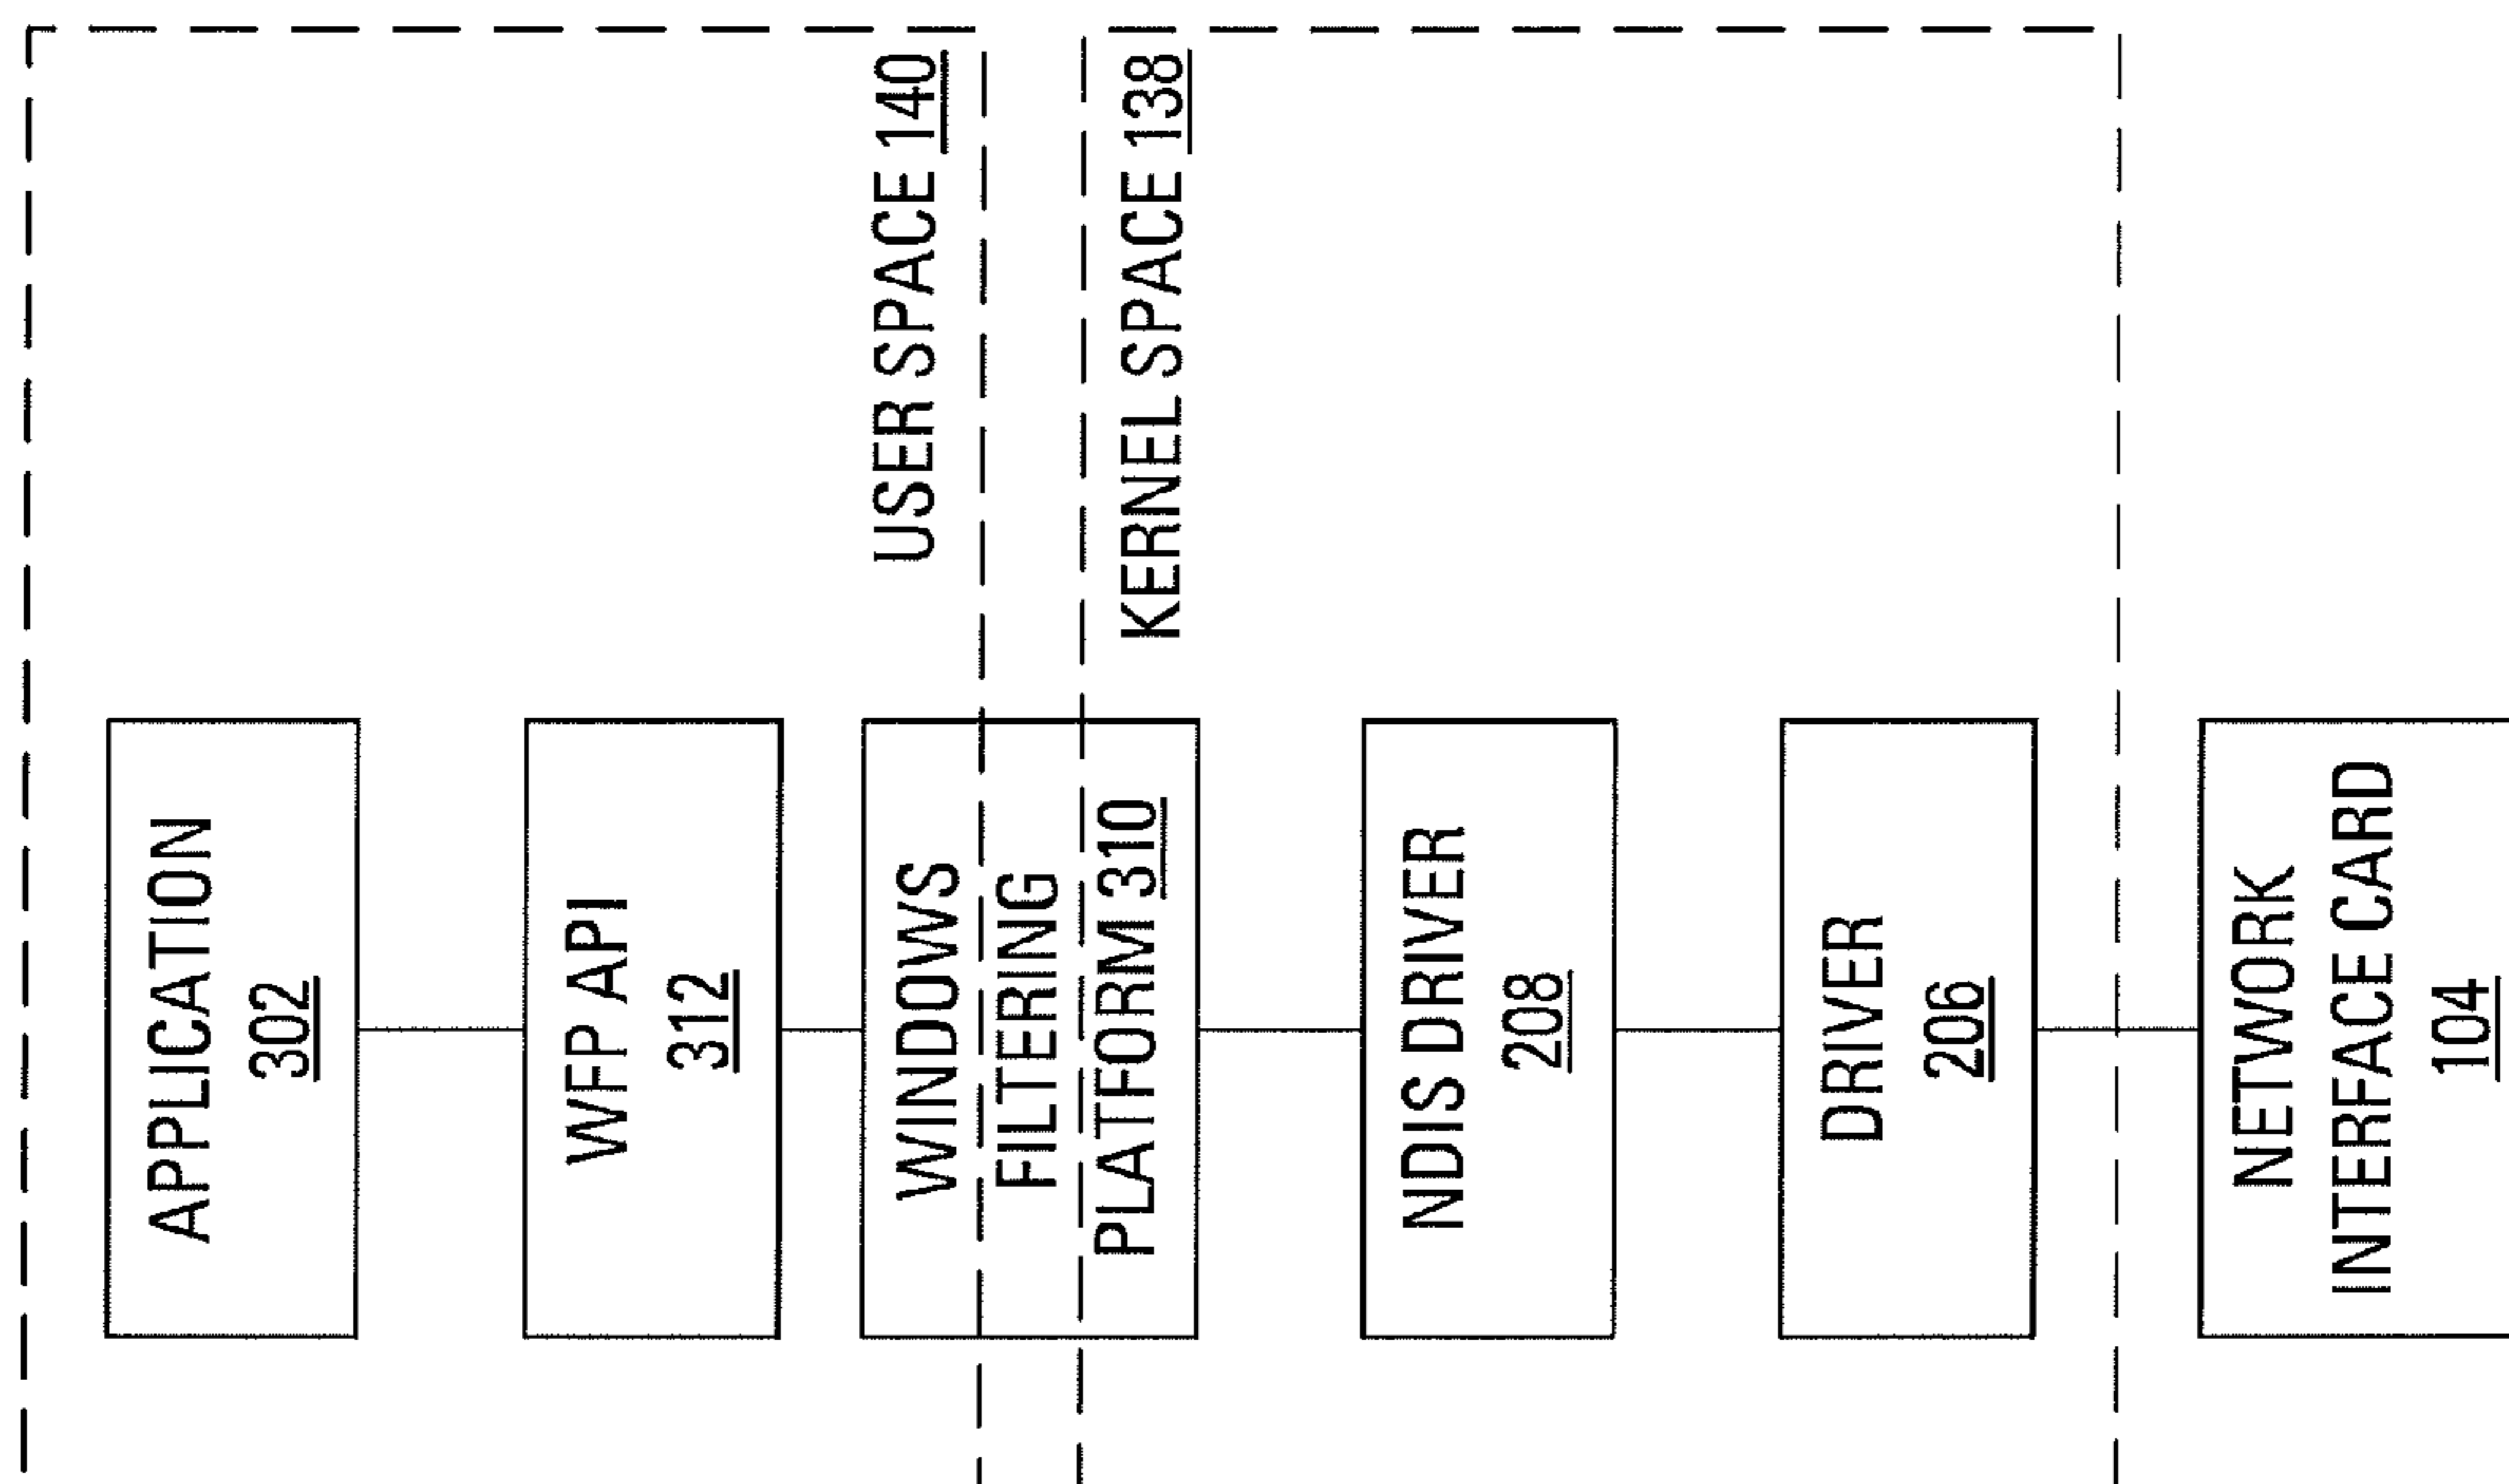 APPLICATION
302
WFP API
312
USER SPACE 140
WINDOWS
FILTERING
PLATFORM 310
KERNEL SPACE 138
NDIS DRIVER
208
DRIVER
206
NETWORK
INTERFACE CARD
104